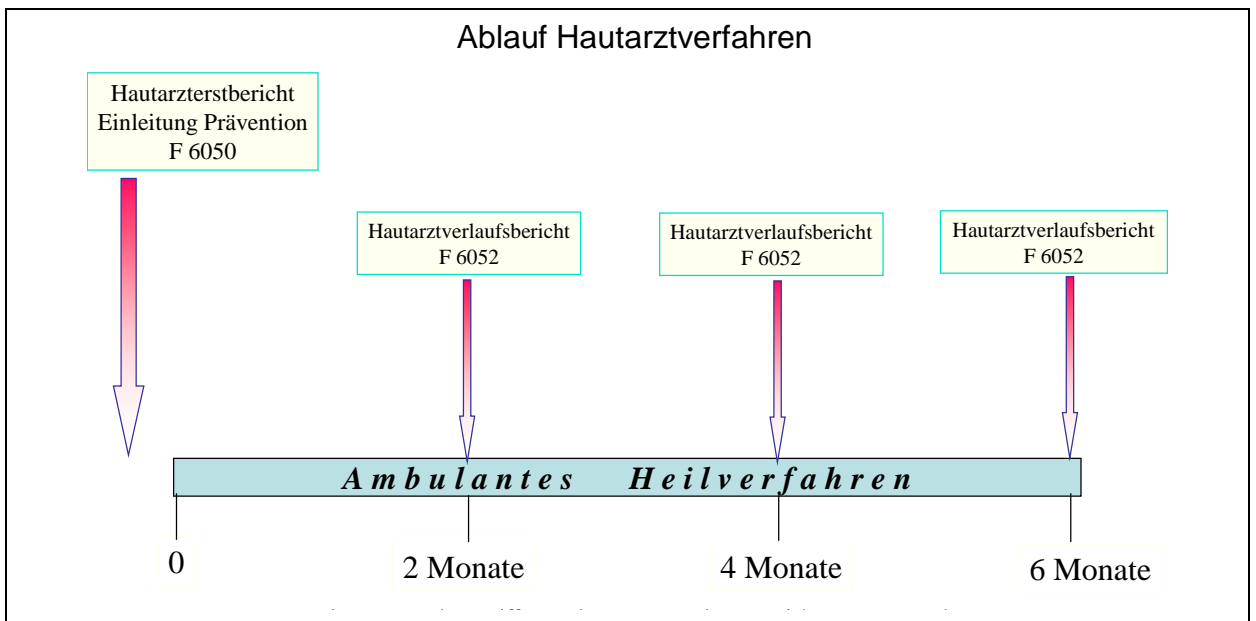 Ablauf Hautarztverfahren
Hautarzterstbericht
Einleitung Prävention
F 6050
Hautarztverlaufsbericht
F 6052
Hautarztverlaufsbericht
F 6052
Hautarztverlaufsbericht
F 6052
Ambulantes Heilverfahren
0
2 Monate
4 Monate
6 Monate